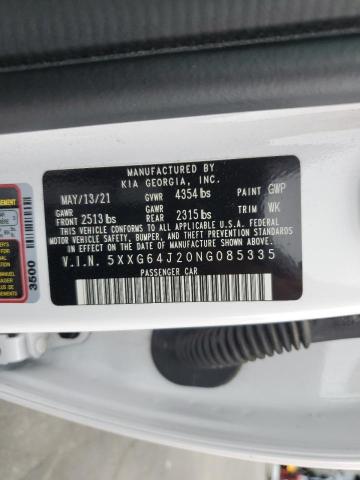 MANUFACTURED BY
KIA GEORGIA, INC.
MAY/13/21 GVWR 4354 lbs PAINT GWP
GAWR FRONT 2513 lbs GAWR REAR 2315 lbs TRIM WK
THIS VEHICLE CONFORMS TO ALL APPLICABLE U.S.A. FEDERAL
MOTOR VEHICLE SAFETY, BUMPER, AND THEFT PREVENTION
STANDARDS IN EFFECT ON THE DATE OF MANUFACTURE SHOWN ABOVE.
V.I.N. 5XXG64J20NG085335
PASSENGER CAR
3500